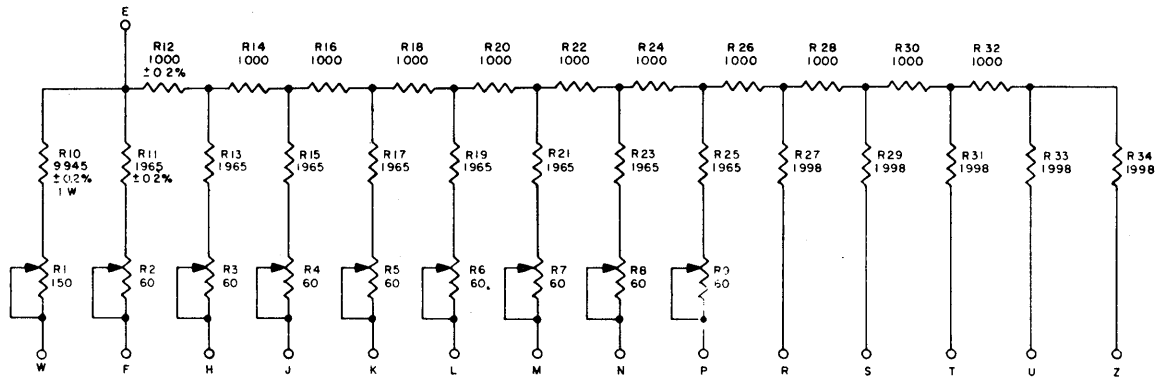 E
R12
1000
±0.2%
R14
1000
R16
1000
R18
1000
R20
1000
R22
1000
R24
1000
R26
1000
R28
1000
R30
1000
R32
1000
R10
9945
±0.2%
1 W
R11
1965
±0.2%
R13
1965
R15
1965
R17
1965
R19
1965
R21
1965
R23
1965
R25
1965
R27
1998
R29
1998
R31
1998
R33
1998
R34
1998
R1
150
R2
60
R3
60
R4
60
R5
60
R6
60
R7
60
R8
60
R9
60
W F H J K L M N P R S T U Z